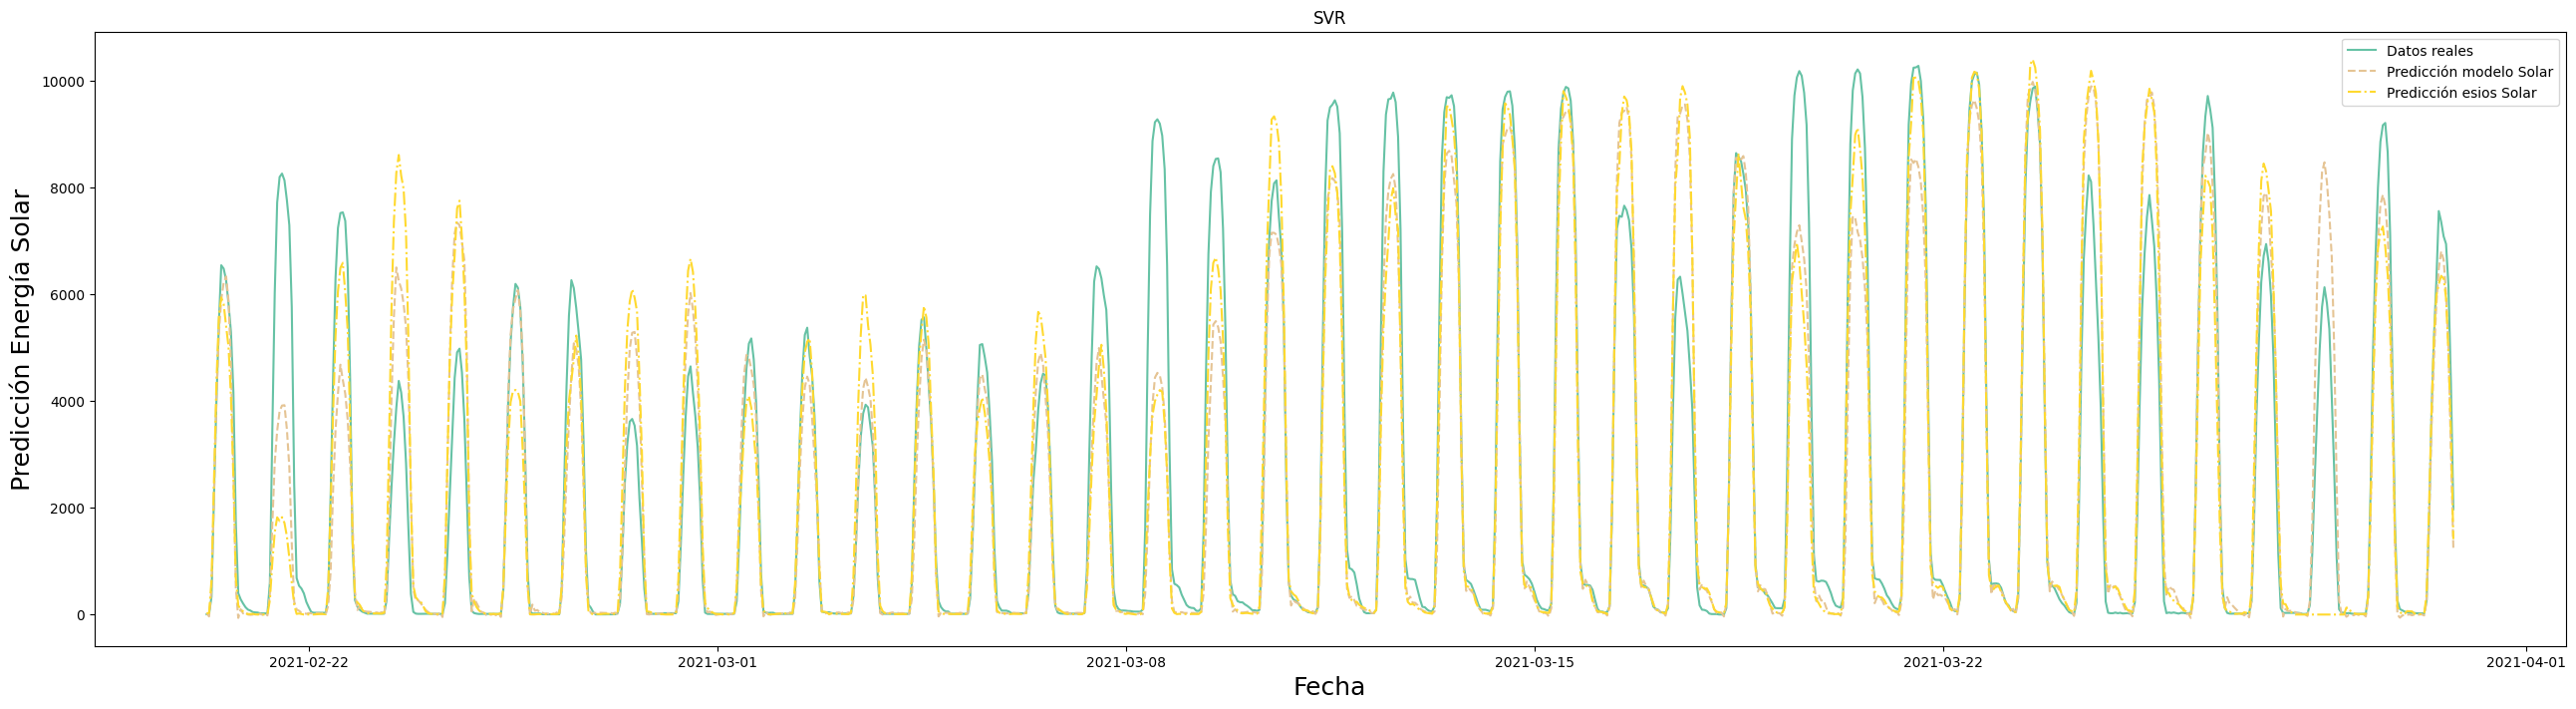 SVR
Datos reales
Predicción modelo Solar
Predicción esios Solar
Predicción Energía Solar
10000
8000
6000
4000
2000
0
2021-02-22
2021-03-01
2021-03-08
2021-03-15
2021-03-22
2021-04-01
Fecha